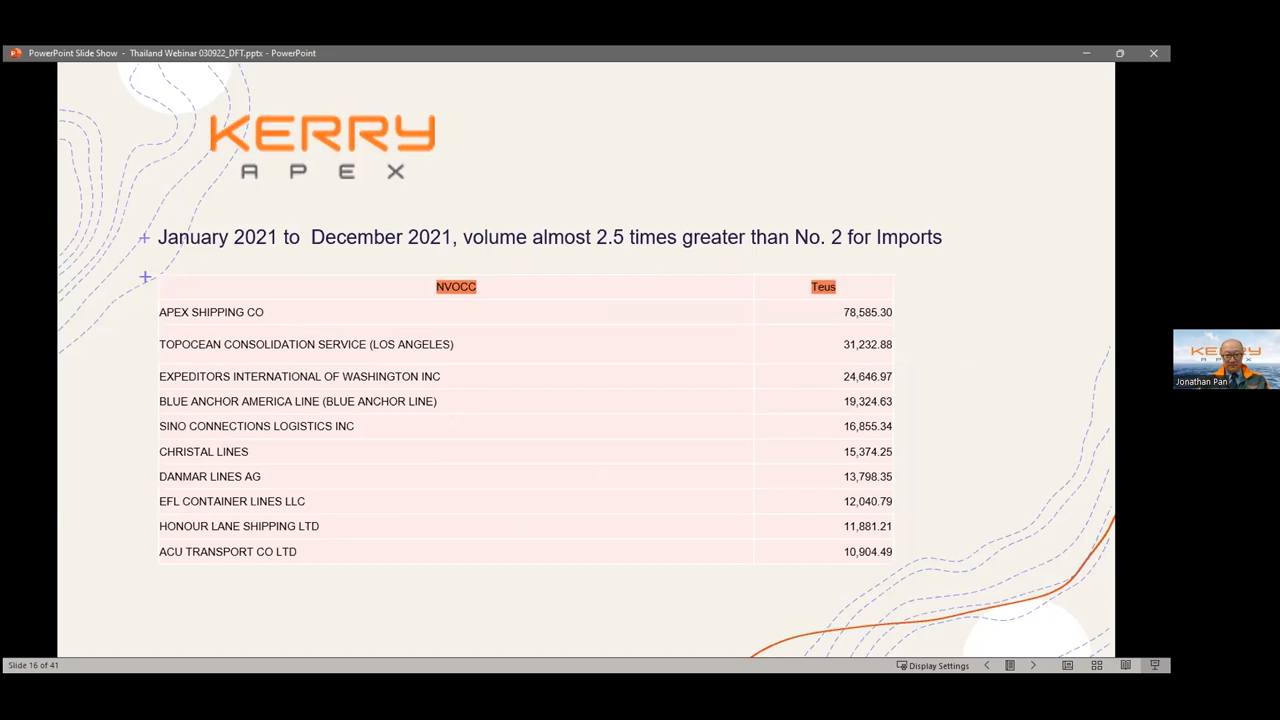 PowerPoint Slide Show - Thailand Webinar 030922_DFT.pptx - PowerPoint
KERRY
APEX
January 2021 to December 2021, volume almost 2.5 times greater than No. 2 for Imports
NVOCC Teus
APEX SHIPPING CO 78,585.30
TOPOCEAN CONSOLIDATION SERVICE (LOS ANGELES) 31,232.88
EXPEDITORS INTERNATIONAL OF WASHINGTON INC 24,646.97
BLUE ANCHOR AMERICA LINE (BLUE ANCHOR LINE) 19,324.63
SINO CONNECTIONS LOGISTICS INC 16,855.34
CHRISTAL LINES 15,374.25
DANMAR LINES AG 13,798.35
EFL CONTAINER LINES LLC 12,040.79
HONOUR LANE SHIPPING LTD 11,881.21
ACU TRANSPORT CO LTD 10,904.49
KERRY
APEX
Jonathan Pan
Slide 16 of 41 Display Settings